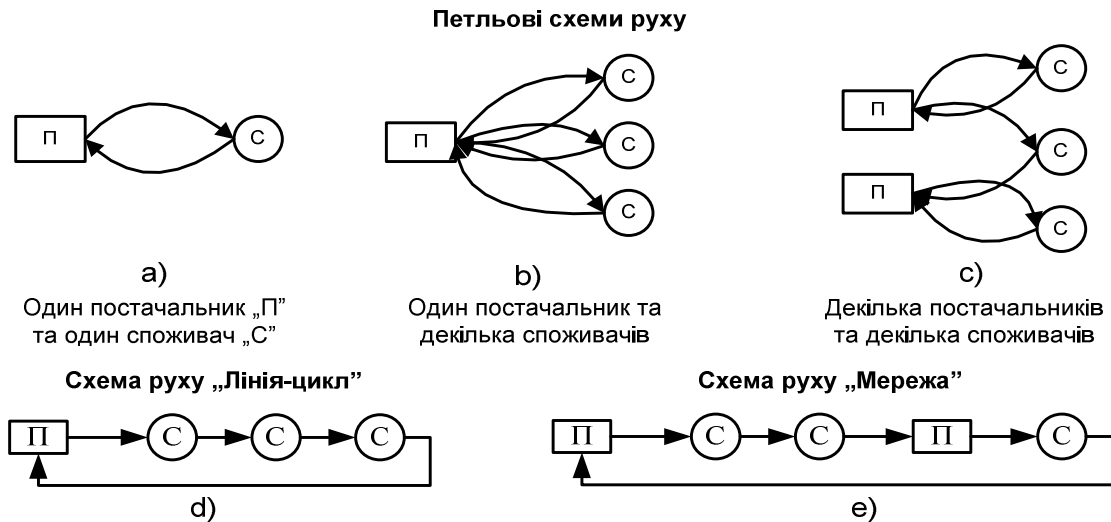 Петльові схеми руху
П С
П С С С
П П С С С
a) b) c)
Один постачальник „П”
та один споживач „С”
Один постачальник та
декілька споживачів
Декілька постачальників
та декілька споживачів
Схема руху „Лінія-цикл”
Схема руху „Мережа”
П С С С
П С С П С
d) e)